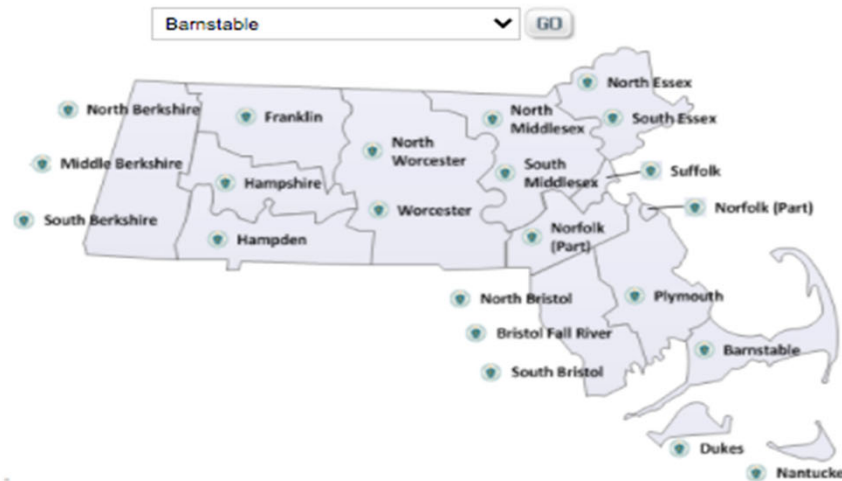 Barnstable
GO
North Essex
North Berkshire
Franklin
North
Middlesex
South Essex
North
Worcester
Middle Berkshire
South
Middlesex
Suffolk
Hampshire
Worcester
Norfolk (Part)
South Berkshire
Hampden
Norfolk
(Part)
North Bristol
Plymouth
Bristol Fall River
Barnstable
South Bristol
Dukes
Nantucke